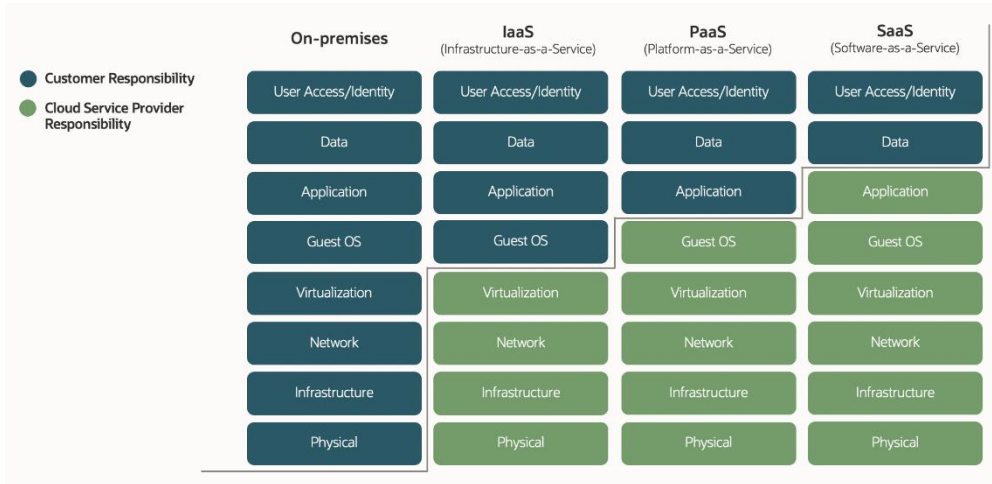 On-premises
IaaS
(Infrastructure-as-a-Service)
PaaS
(Platform-as-a-Service)
SaaS
(Software-as-a-Service)
Customer Responsibility
Cloud Service Provider
Responsibility
User Access/Identity
User Access/Identity
User Access/Identity
User Access/Identity
Data
Data
Data
Data
Application
Application
Application
Application
Guest OS
Guest OS
Guest OS
Guest OS
Virtualization
Virtualization
Virtualization
Virtualization
Network
Network
Network
Network
Infrastructure
Infrastructure
Infrastructure
Infrastructure
Physical
Physical
Physical
Physical